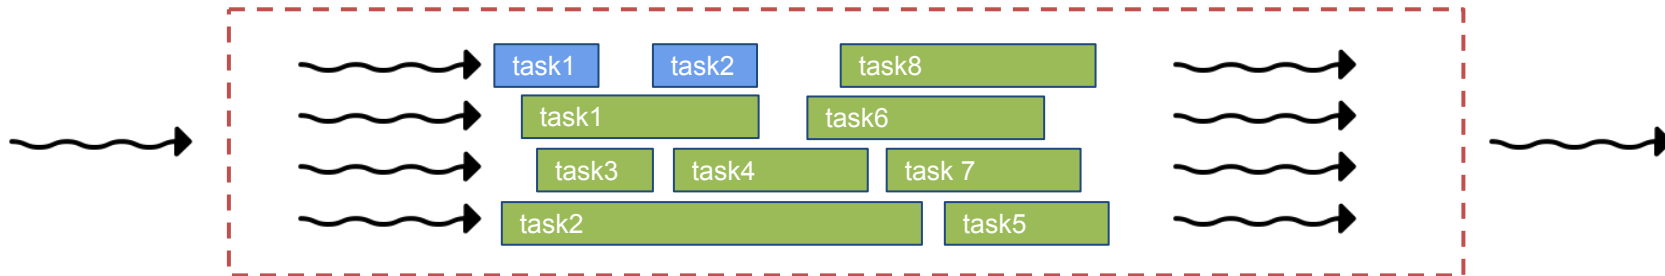 task1 task2 task8
task1 task6
task3 task4 task 7
task2 task5